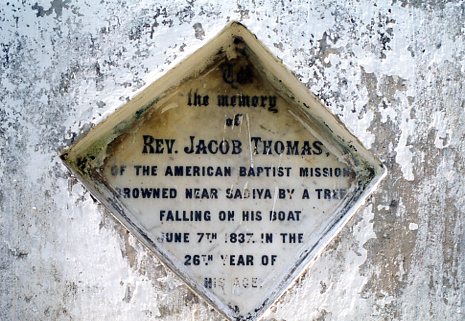 To
the memory
of
REV. JACOB THOMAS,
OF THE AMERICAN BAPTIST MISSION
DROWNED NEAR SADIYA BY A TREE
FALLING ON HIS BOAT
JUNE 7TH 1837. IN THE
26TH YEAR OF
HIS AGE.